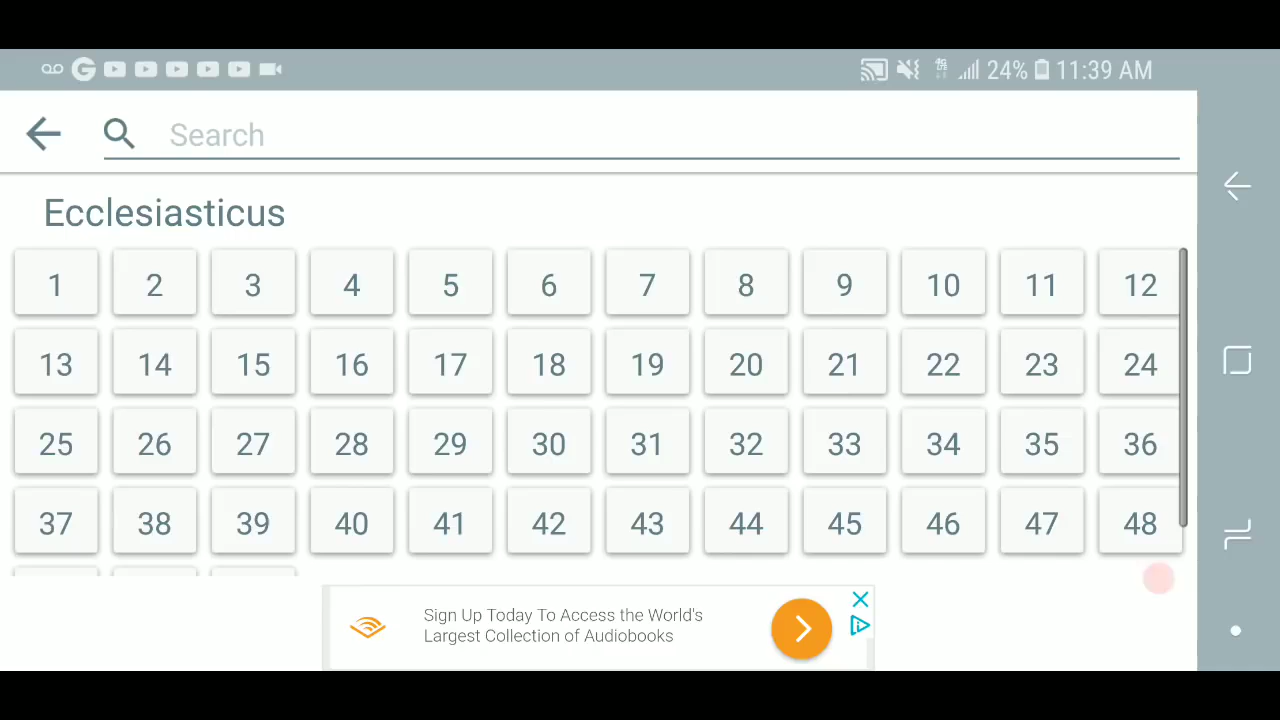 24% 11:39 AM
Search
Ecclesiasticus
1 2 3 4 5 6 7 8 9 10 11 12
13 14 15 16 17 18 19 20 21 22 23 24
25 26 27 28 29 30 31 32 33 34 35 36
37 38 39 40 41 42 43 44 45 46 47 48
Sign Up Today To Access the World's
Largest Collection of Audiobooks